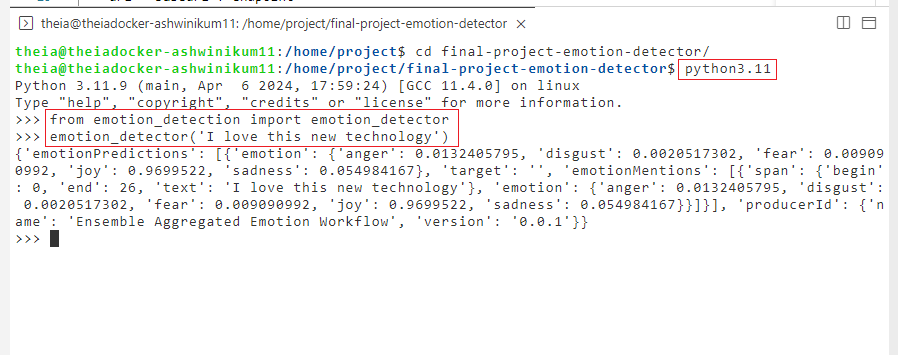 theia@theiadocker-ashwinikum11: /home/project/final-project-emotion-detector
theia@theiadocker-ashwinikum11:/home/project$ cd final-project-emotion-detector/
theia@theiadocker-ashwinikum11:/home/project/final-project-emotion-detector$ python3.11
Python 3.11.9 (main, Apr  6 2024, 17:59:24) [GCC 11.4.0] on linux
Type "help", "copyright", "credits" or "license" for more information.
>>> from emotion_detection import emotion_detector
>>> emotion_detector('I love this new technology')
{'emotionPredictions': [{'emotion': {'anger': 0.0132405795, 'disgust': 0.0020517302, 'fear': 0.00909
0992, 'joy': 0.9699522, 'sadness': 0.054984167}, 'target': '', 'emotionMentions': [{'span': {'begin'
: 0, 'end': 26, 'text': 'I love this new technology'}, 'emotion': {'anger': 0.0132405795, 'disgust':
 0.0020517302, 'fear': 0.009090992, 'joy': 0.9699522, 'sadness': 0.054984167}}]}], 'producerId': {'n
ame': 'Ensemble Aggregated Emotion Workflow', 'version': '0.0.1'}}
>>>